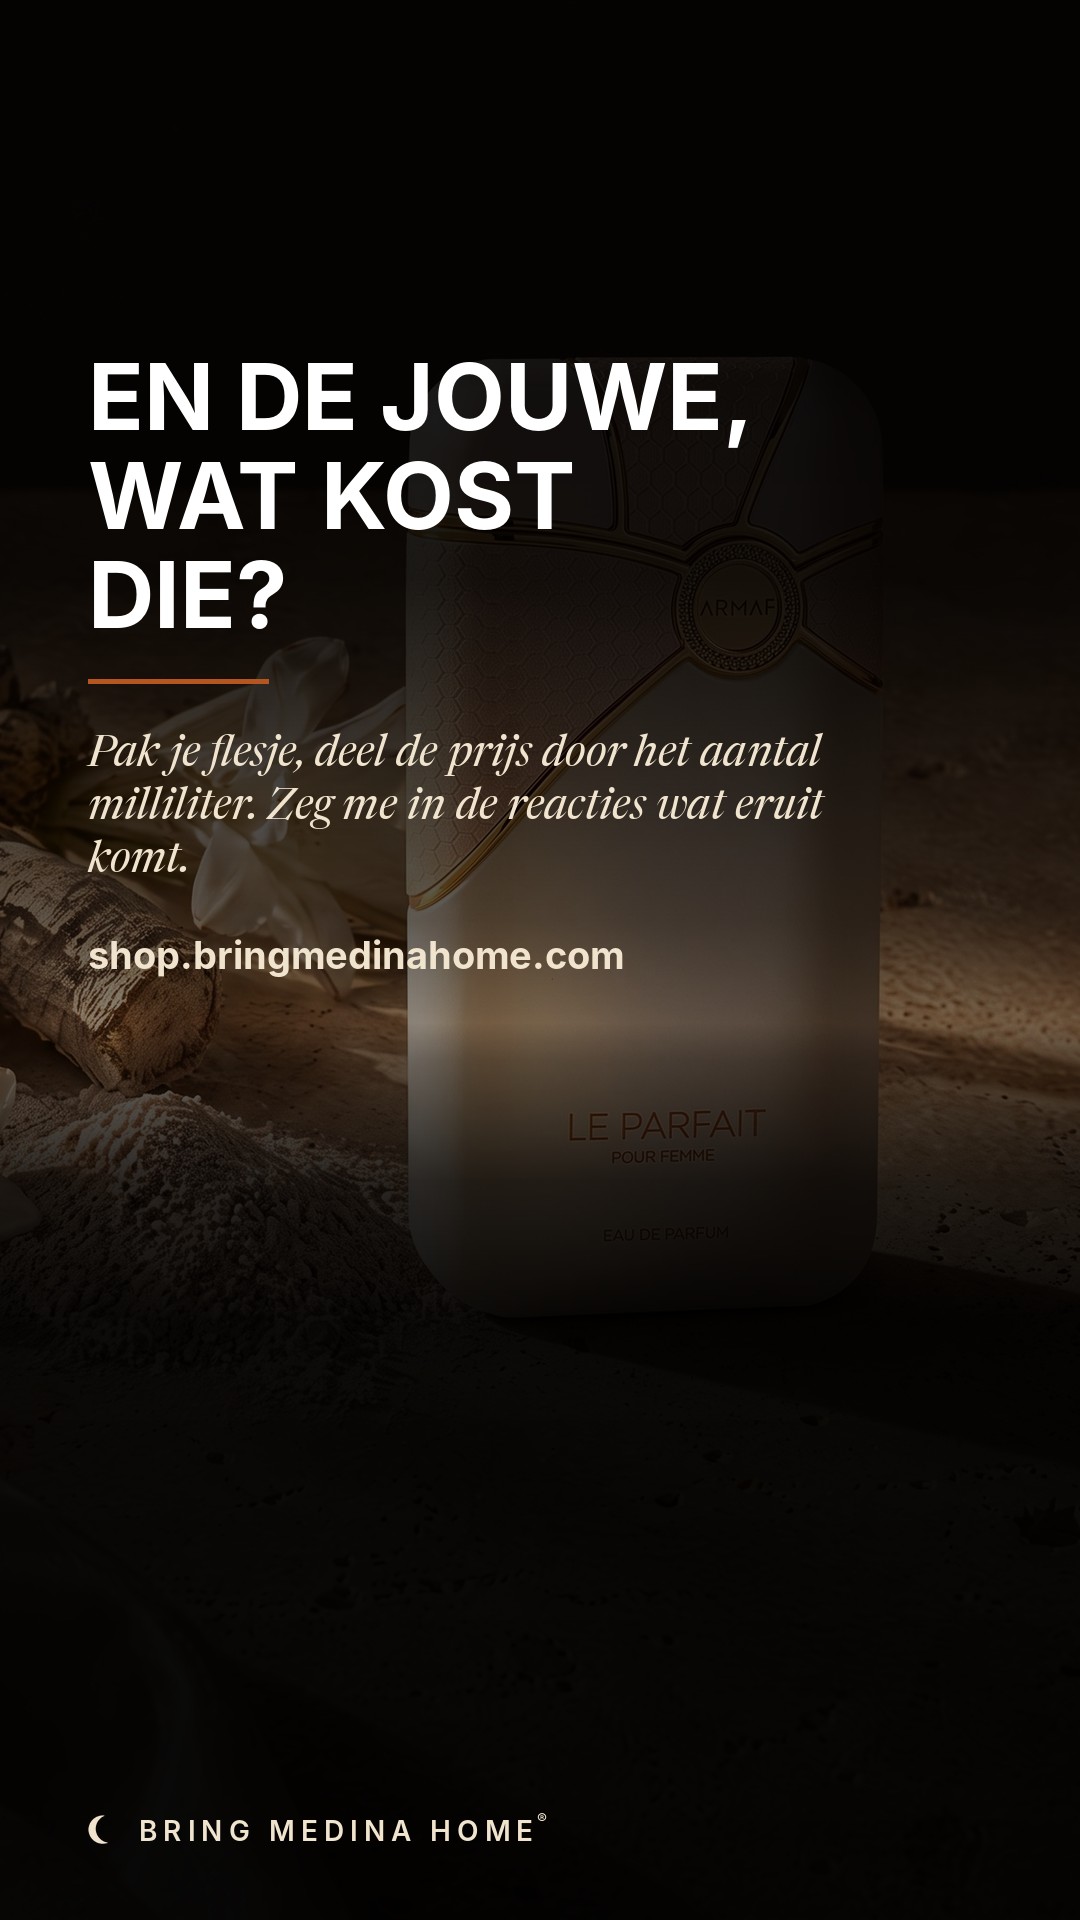 EN DE JOUWE,
WAT KOST
DIE?
ARMAF
Pak je flesje, deel de prijs door het aantal
milliliter. Zeg me in de reacties wat eruit
komt.
shop.bringmedinahome.com
LE PARFAIT
POUR FEMME
EAU DE PARFUM
BRING MEDINA HOME®